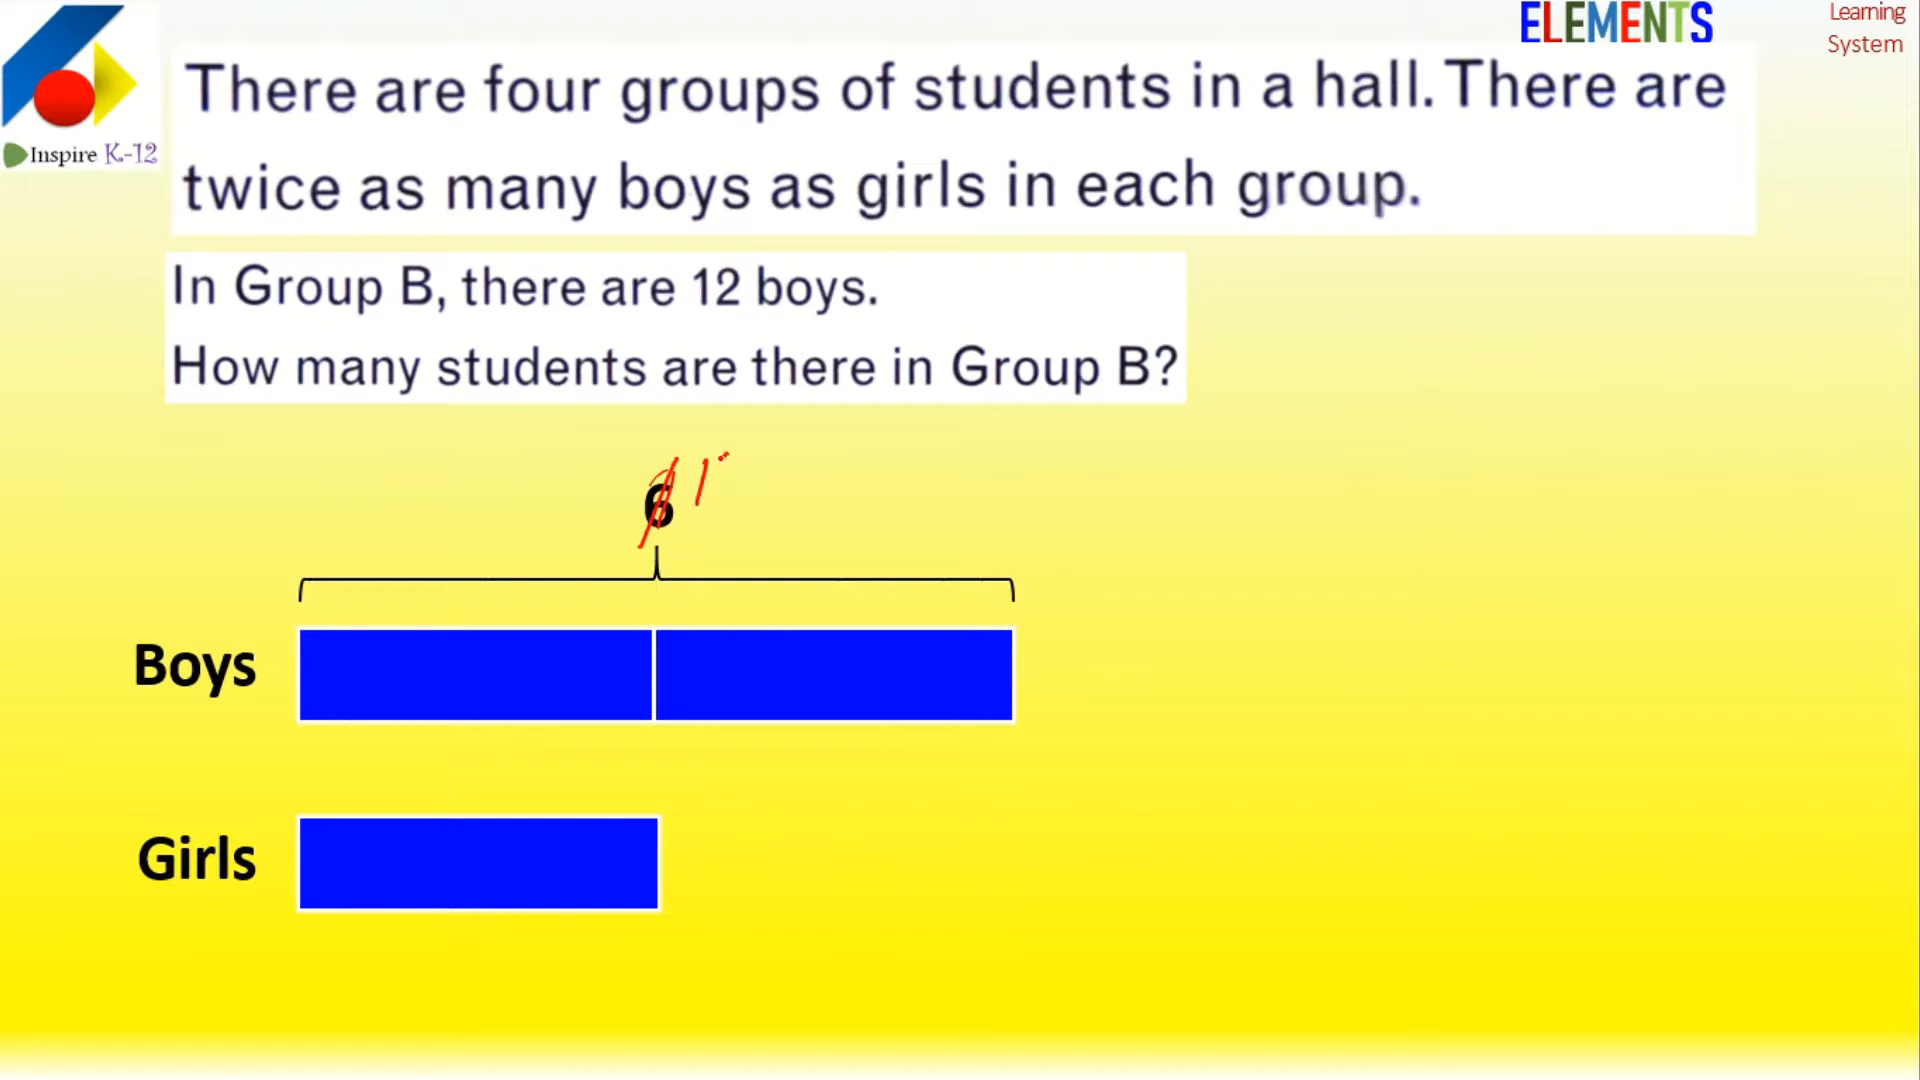 ELEMENTS
Learning
System
Inspire K-12
There are four groups of students in a hall. There are
twice as many boys as girls in each group.
In Group B, there are 12 boys.
How many students are there in Group B?
6 1
Boys
Girls